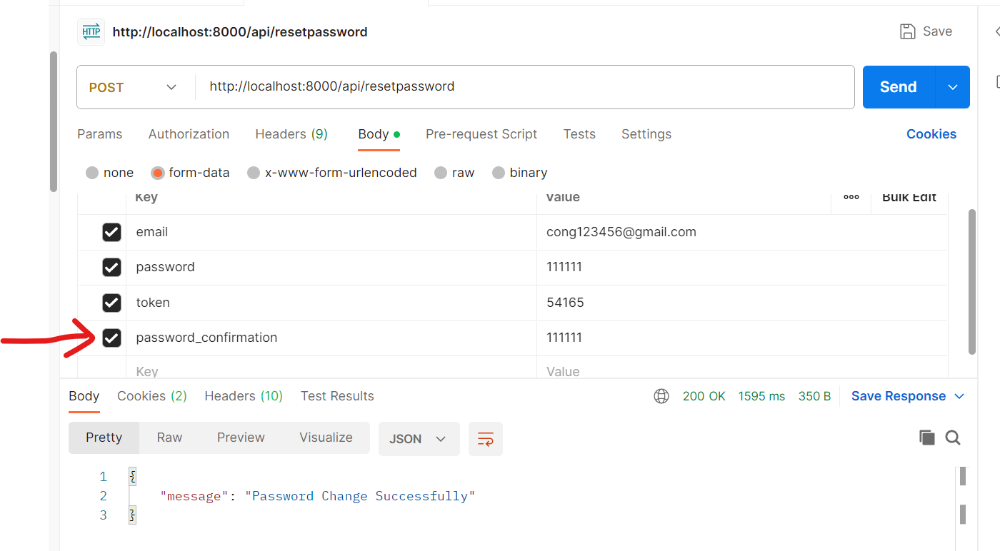 HTTP http://localhost:8000/api/resetpassword Save
POST http://localhost:8000/api/resetpassword Send
Params Authorization Headers (9) Body Pre-request Script Tests Settings Cookies
none form-data x-www-form-urlencoded raw binary
Key Value ooo Bulk Edit
email cong123456@gmail.com
password 111111
token 54165
password_confirmation 111111
Key Value
Body Cookies (2) Headers (10) Test Results 200 OK 1595 ms 350 B Save Response
Pretty Raw Preview Visualize JSON
1 {
2 "message": "Password Change Successfully"
3 }